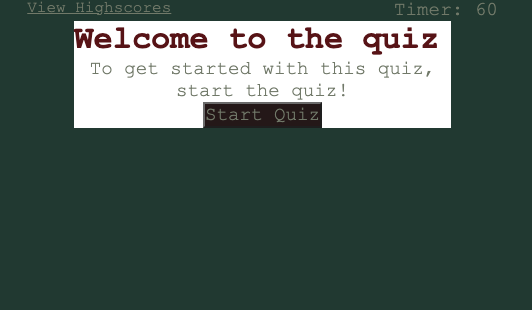 View Highscores
Timer: 60
Welcome to the quiz
To get started with this quiz,
start the quiz!
Start Quiz